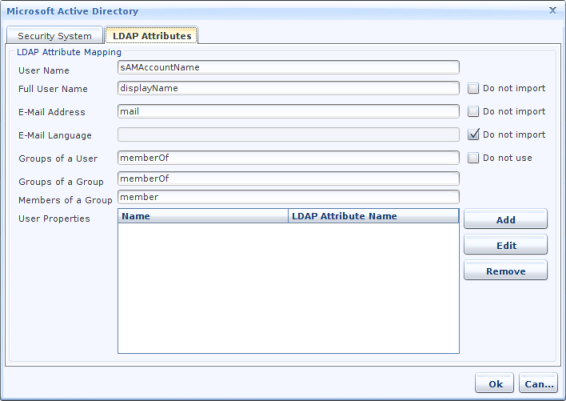 Microsoft Active Directory X
Security System LDAP Attributes
LDAP Attribute Mapping
User Name sAMAccountName
Full User Name displayName Do not import
E-Mail Address mail Do not import
E-Mail Language Do not import
Groups of a User memberOf Do not use
Groups of a Group memberOf
Members of a Group member
User Properties Name LDAP Attribute Name Add
Edit
Remove
Ok Can...